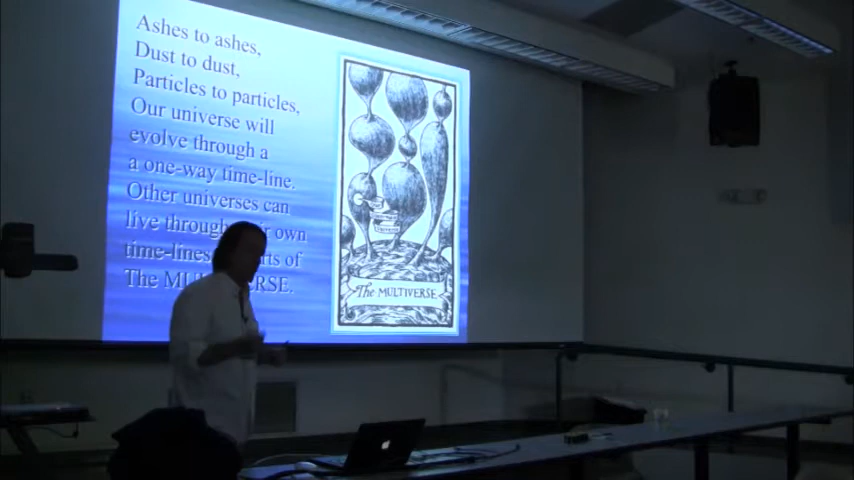 Ashes to ashes,
Dust to dust,
Particles to particles,
Our universe will
evolve through a
a one-way time-line.
Other universes can
live through own
time-lines of
The
The MULTIVERSE